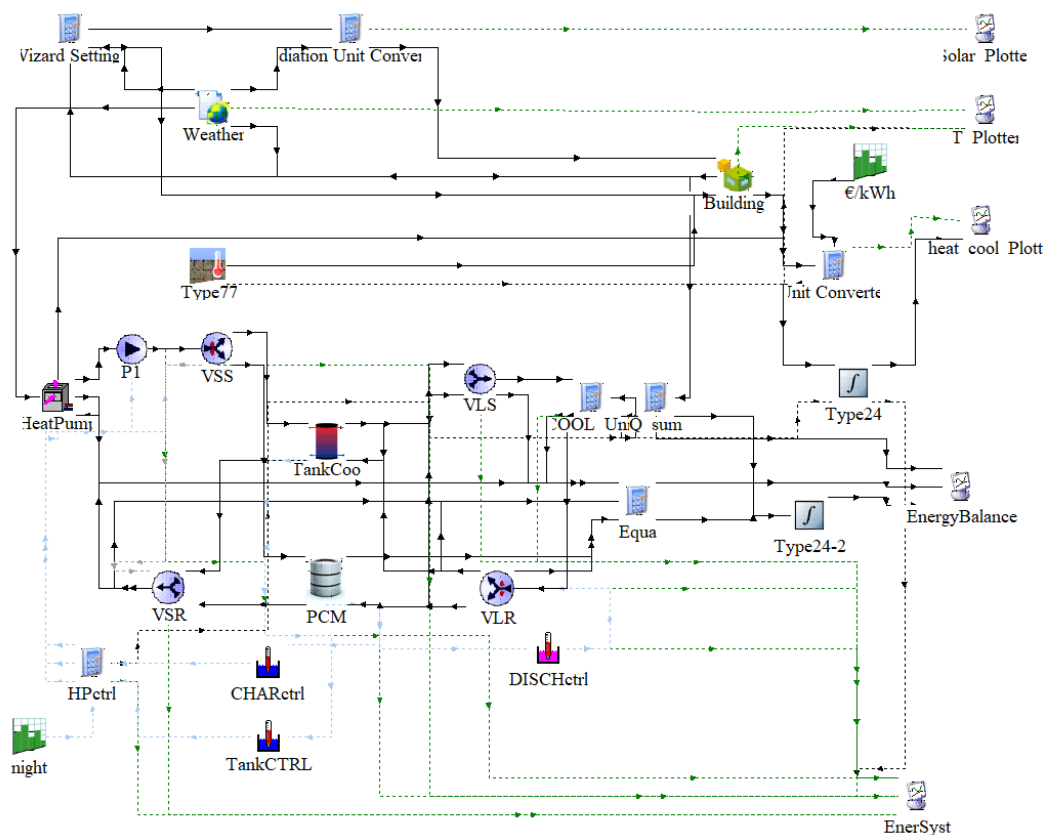 Wizard Setting
diation Unit Conver
Solar Plotte
Weather
T Plotter
Building
€/kWh
heat cool Plott
Type77
Unit Converte
P1
VSS
VLS
HeatPump
Type24
COOL Uni
Q sum
TankCoo
EnergyBalance
Equa
Type24-2
VSR
PCM
VLR
HPctrl
CHARctrl
DISCHctrl
night
TankCTRL
EnerSyst